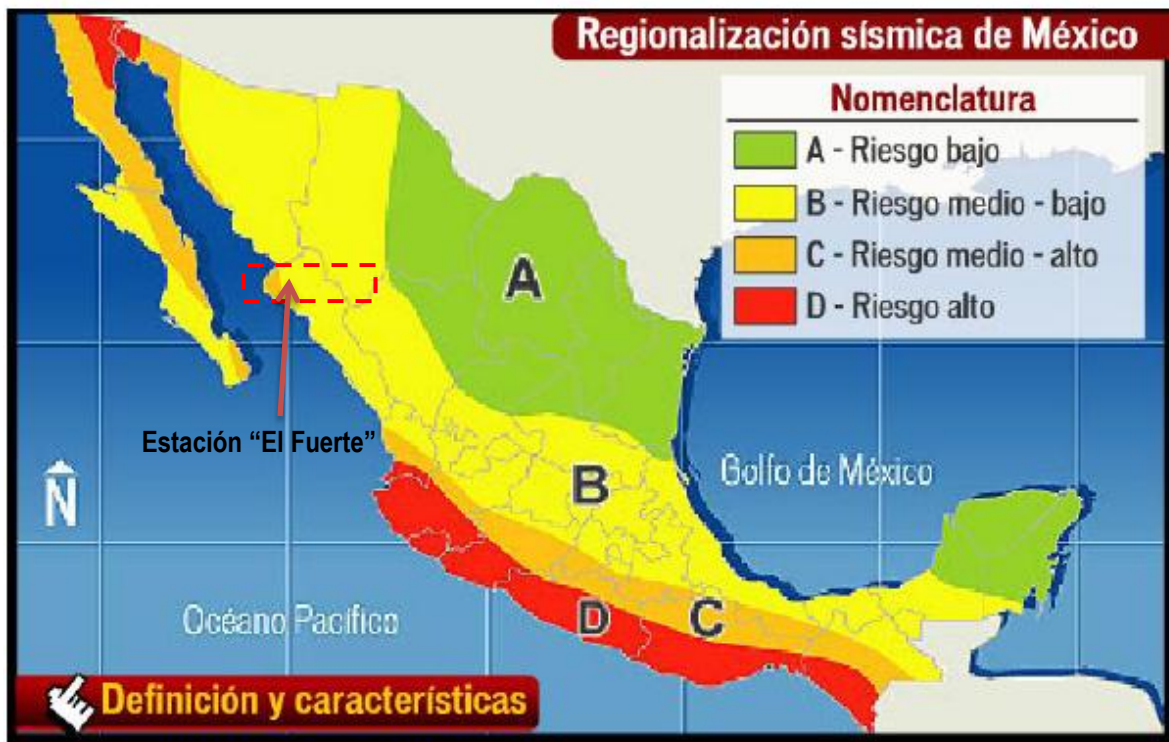 Regionalización sísmica de México
Nomenclatura
A - Riesgo bajo
B - Riesgo medio - bajo
C - Riesgo medio - alto
D - Riesgo alto
A
Estación “El Fuerte”
B
Golfo de México
N
Océano Pacífico
D
C
Definición y características